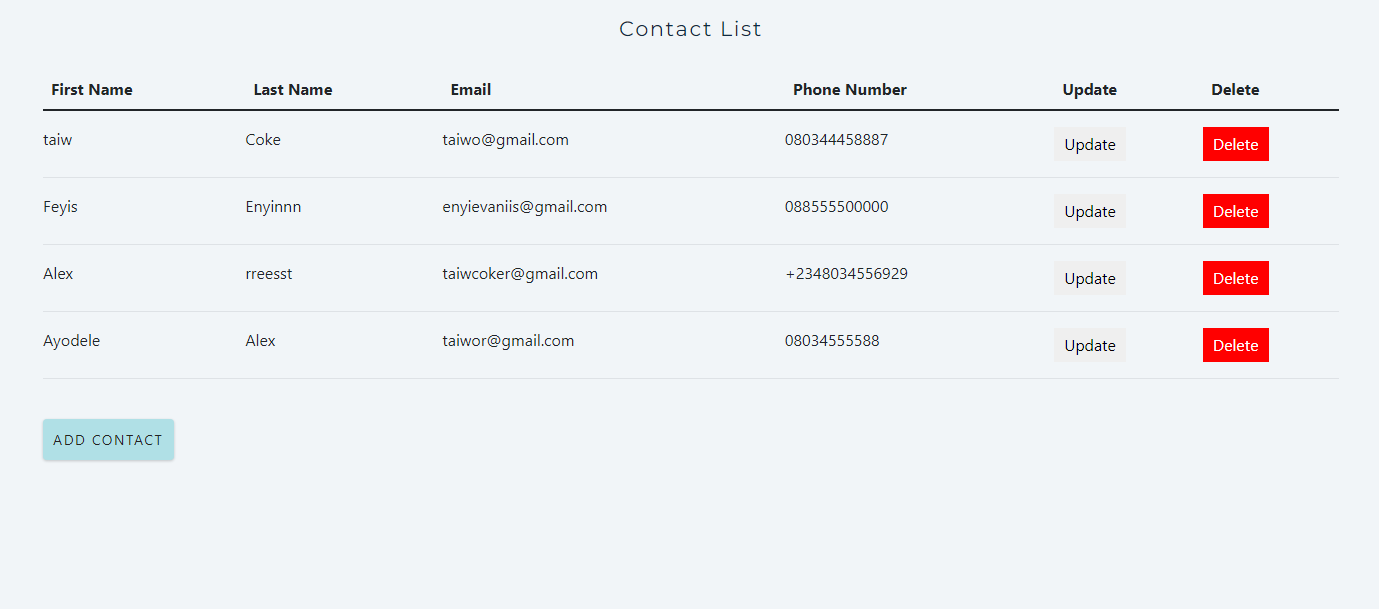 Contact List
First Name Last Name Email Phone Number Update Delete
taiw Coke taiwo@gmail.com 080344458887 Update Delete
Feyis Enyinnn enyievaniis@gmail.com 088555500000 Update Delete
Alex rreesst taiwcoker@gmail.com +2348034556929 Update Delete
Ayodele Alex taiwor@gmail.com 08034555588 Update Delete
ADD CONTACT